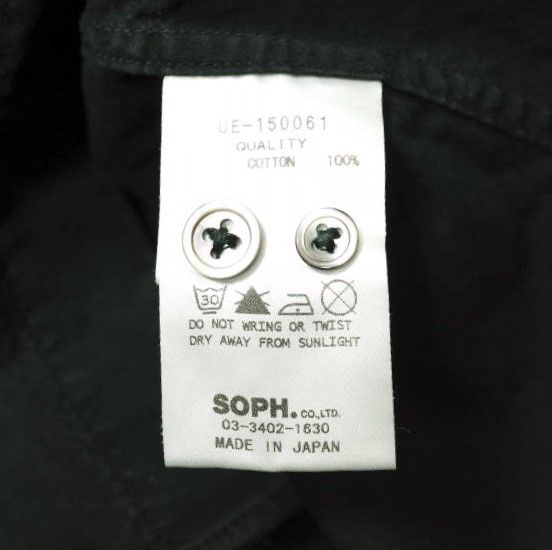 UE-150061
QUALITY
COTTON 100%
30
DO NOT WRING OR TWIST
DRY AWAY FROM SUNLIGHT
SOPH. CO.,LTD.
03-3402-1630
MADE IN JAPAN